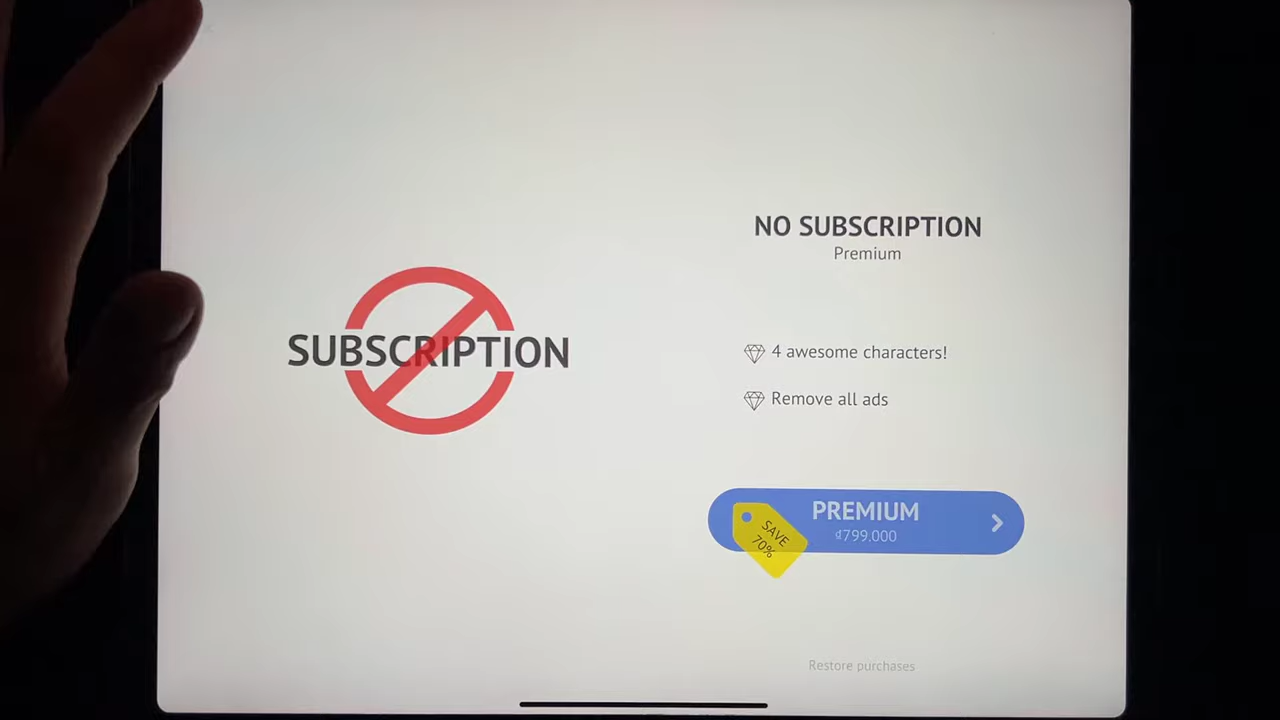 SUBSCRIPTION
NO SUBSCRIPTION
Premium
4 awesome characters!
Remove all ads
PREMIUM
₫799.000
SAVE
70%
Restore purchases